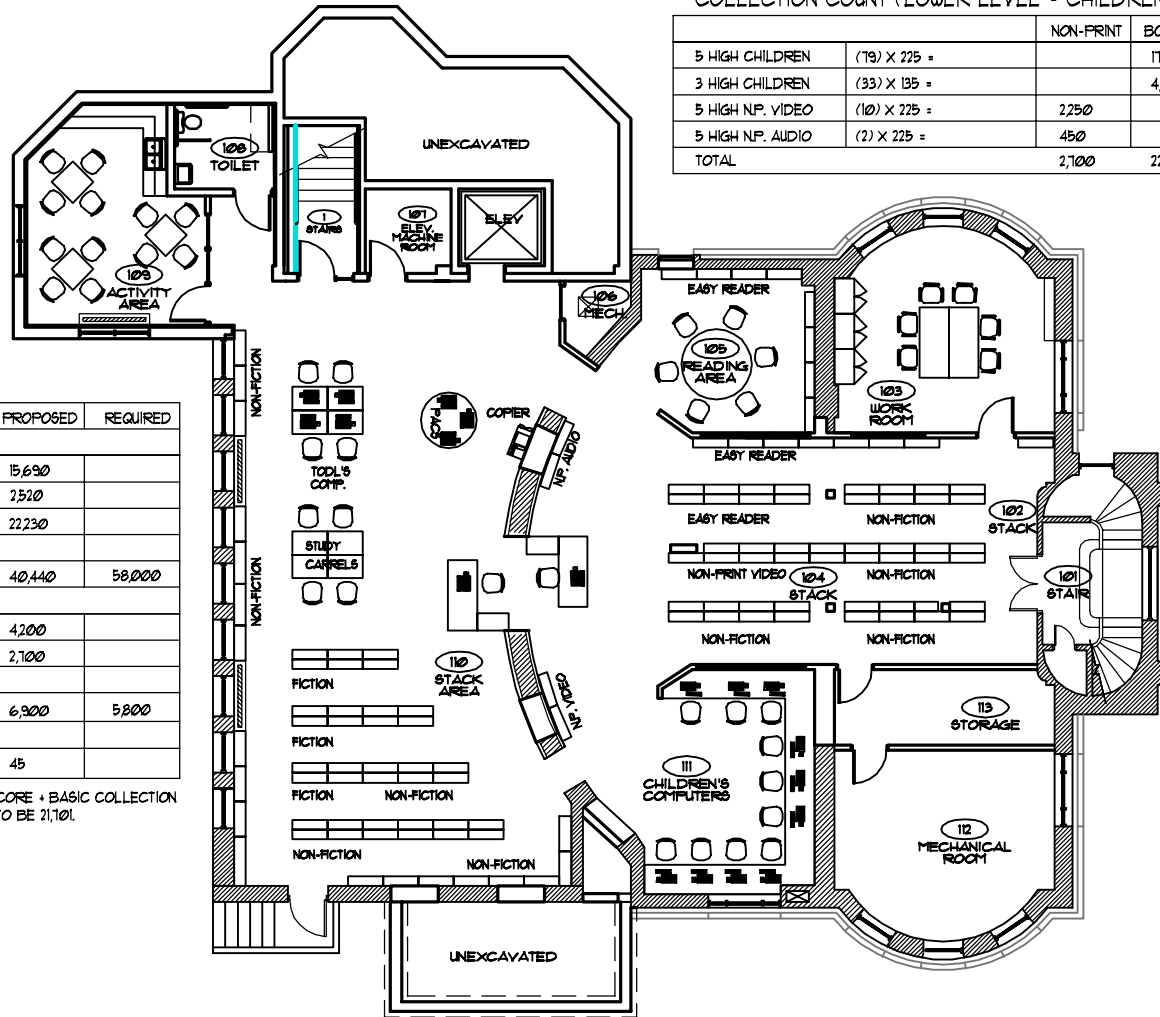 COLLECTION COUNT (LOWER LEVEL - CHILDREN
NON-PRINT
5 HIGH CHILDREN (79) X 225 =
3 HIGH CHILDREN (33) X 135 =
5 HIGH N.P. VIDEO (10) X 225 = 2,250
5 HIGH N.P. AUDIO (2) X 225 = 450
TOTAL 2,700
UNEXCAVATED
108
TOILET
1
STAIRS
107
ELEV.
MACHINE
ROOM
ELEV
109
ACTIVITY
AREA
106
MECH.
EASY READER
105
READING
AREA
103
WORK
ROOM
NON-FICTION
PACS
COPIER
N.P. AUDIO
TODL'S
COMP.
EASY READER
EASY READER
NON-FICTION
102
STACK
STUDY
CARRELS
NON-FICTION
NON-PRINT VIDEO
104
STACK
NON-FICTION
101
STAIR
NON-FICTION
NON-FICTION
PROPOSED REQUIRED
15,690
2,520
22,230
40,440 58,000
4,200
2,700
6,900 5,800
45
CORE + BASIC COLLECTION
TO BE 21,701.
110
STACK
AREA
FICTION
FICTION
FICTION NON-FICTION
NON-FICTION
NON-FICTION
N.P. VIDEO
111
CHILDREN'S
COMPUTERS
113
STORAGE
112
MECHANICAL
ROOM
UNEXCAVATED